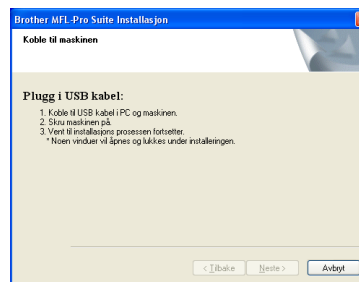 Brother MFL-Pro Suite Installasjon
Koble til maskinen
Plugg i USB kabel:
1. Koble til USB kabel i PC og maskinen.
2. Skru maskinen på.
3. Vent til installasjons prosessen fortsetter.
* Noen vinduer vil åpnes og lukkes under installeringen.
< Tilbake Neste > Avbryt